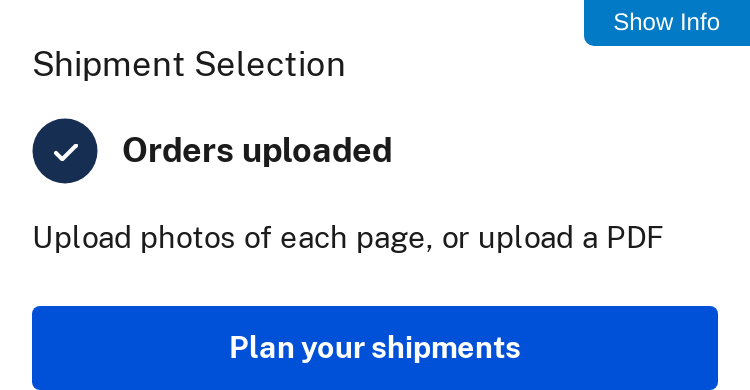 Show Info
Shipment Selection
Orders uploaded
Upload photos of each page, or upload a PDF
Plan your shipments